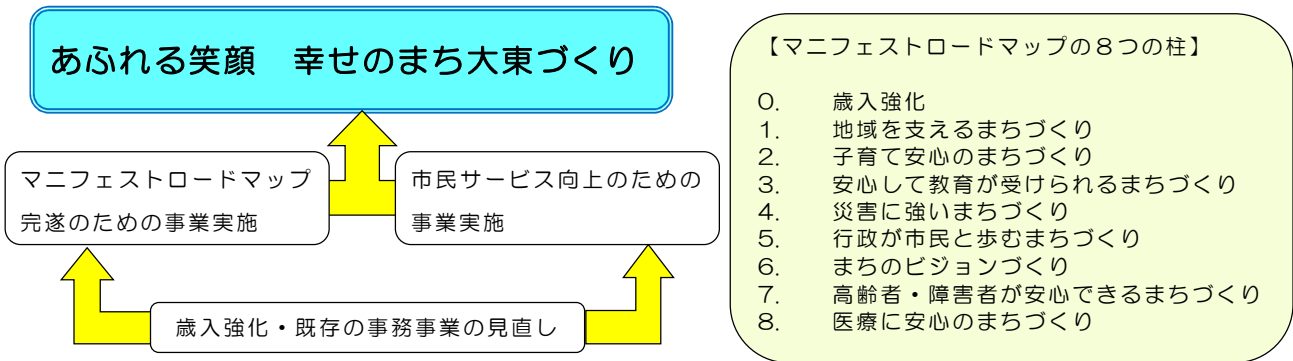 あふれる笑顔　幸せのまち大東づくり
マニフェストロードマップ
完遂のための事業実施
市民サービス向上のための
事業実施
歳入強化・既存の事務事業の見直し
【マニフェストロードマップの８つの柱】
０．　歳入強化
１．　地域を支えるまちづくり
２．　子育て安心のまちづくり
３．　安心して教育が受けられるまちづくり
４．　災害に強いまちづくり
５．　行政が市民と歩むまちづくり
６．　まちのビジョンづくり
７．　高齢者・障害者が安心できるまちづくり
８．　医療に安心のまちづくり